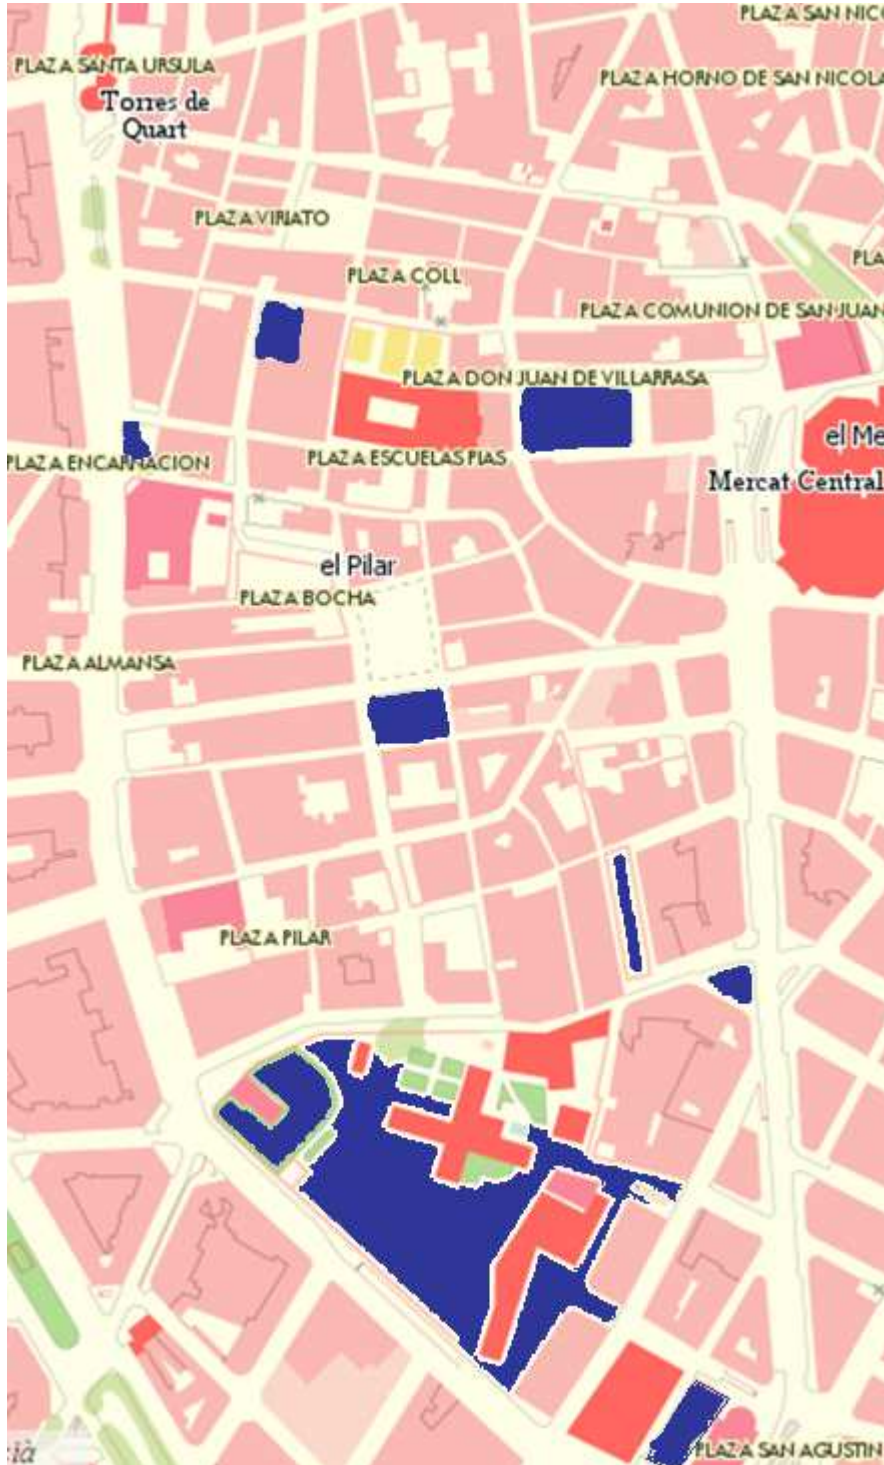 PLAZA SAN NIC
PLAZA SANTA URSULA
PLAZA HORNO DE SAN NICOLA
Torres de
Quart
PLAZA VIRIATO
PLA
PLAZA COLL
PLAZA COMUNION DE SAN JUAN
PLAZA DON JUAN DE VILLARRASA
el Me
PLAZA ENCARNACION
PLAZA ESCUELAS PIAS
Mercat Central
el Pilar
PLAZA BOCHA
PLAZA ALMANSA
PLAZA PILAR
PLAZA SAN AGUSTIN
ià